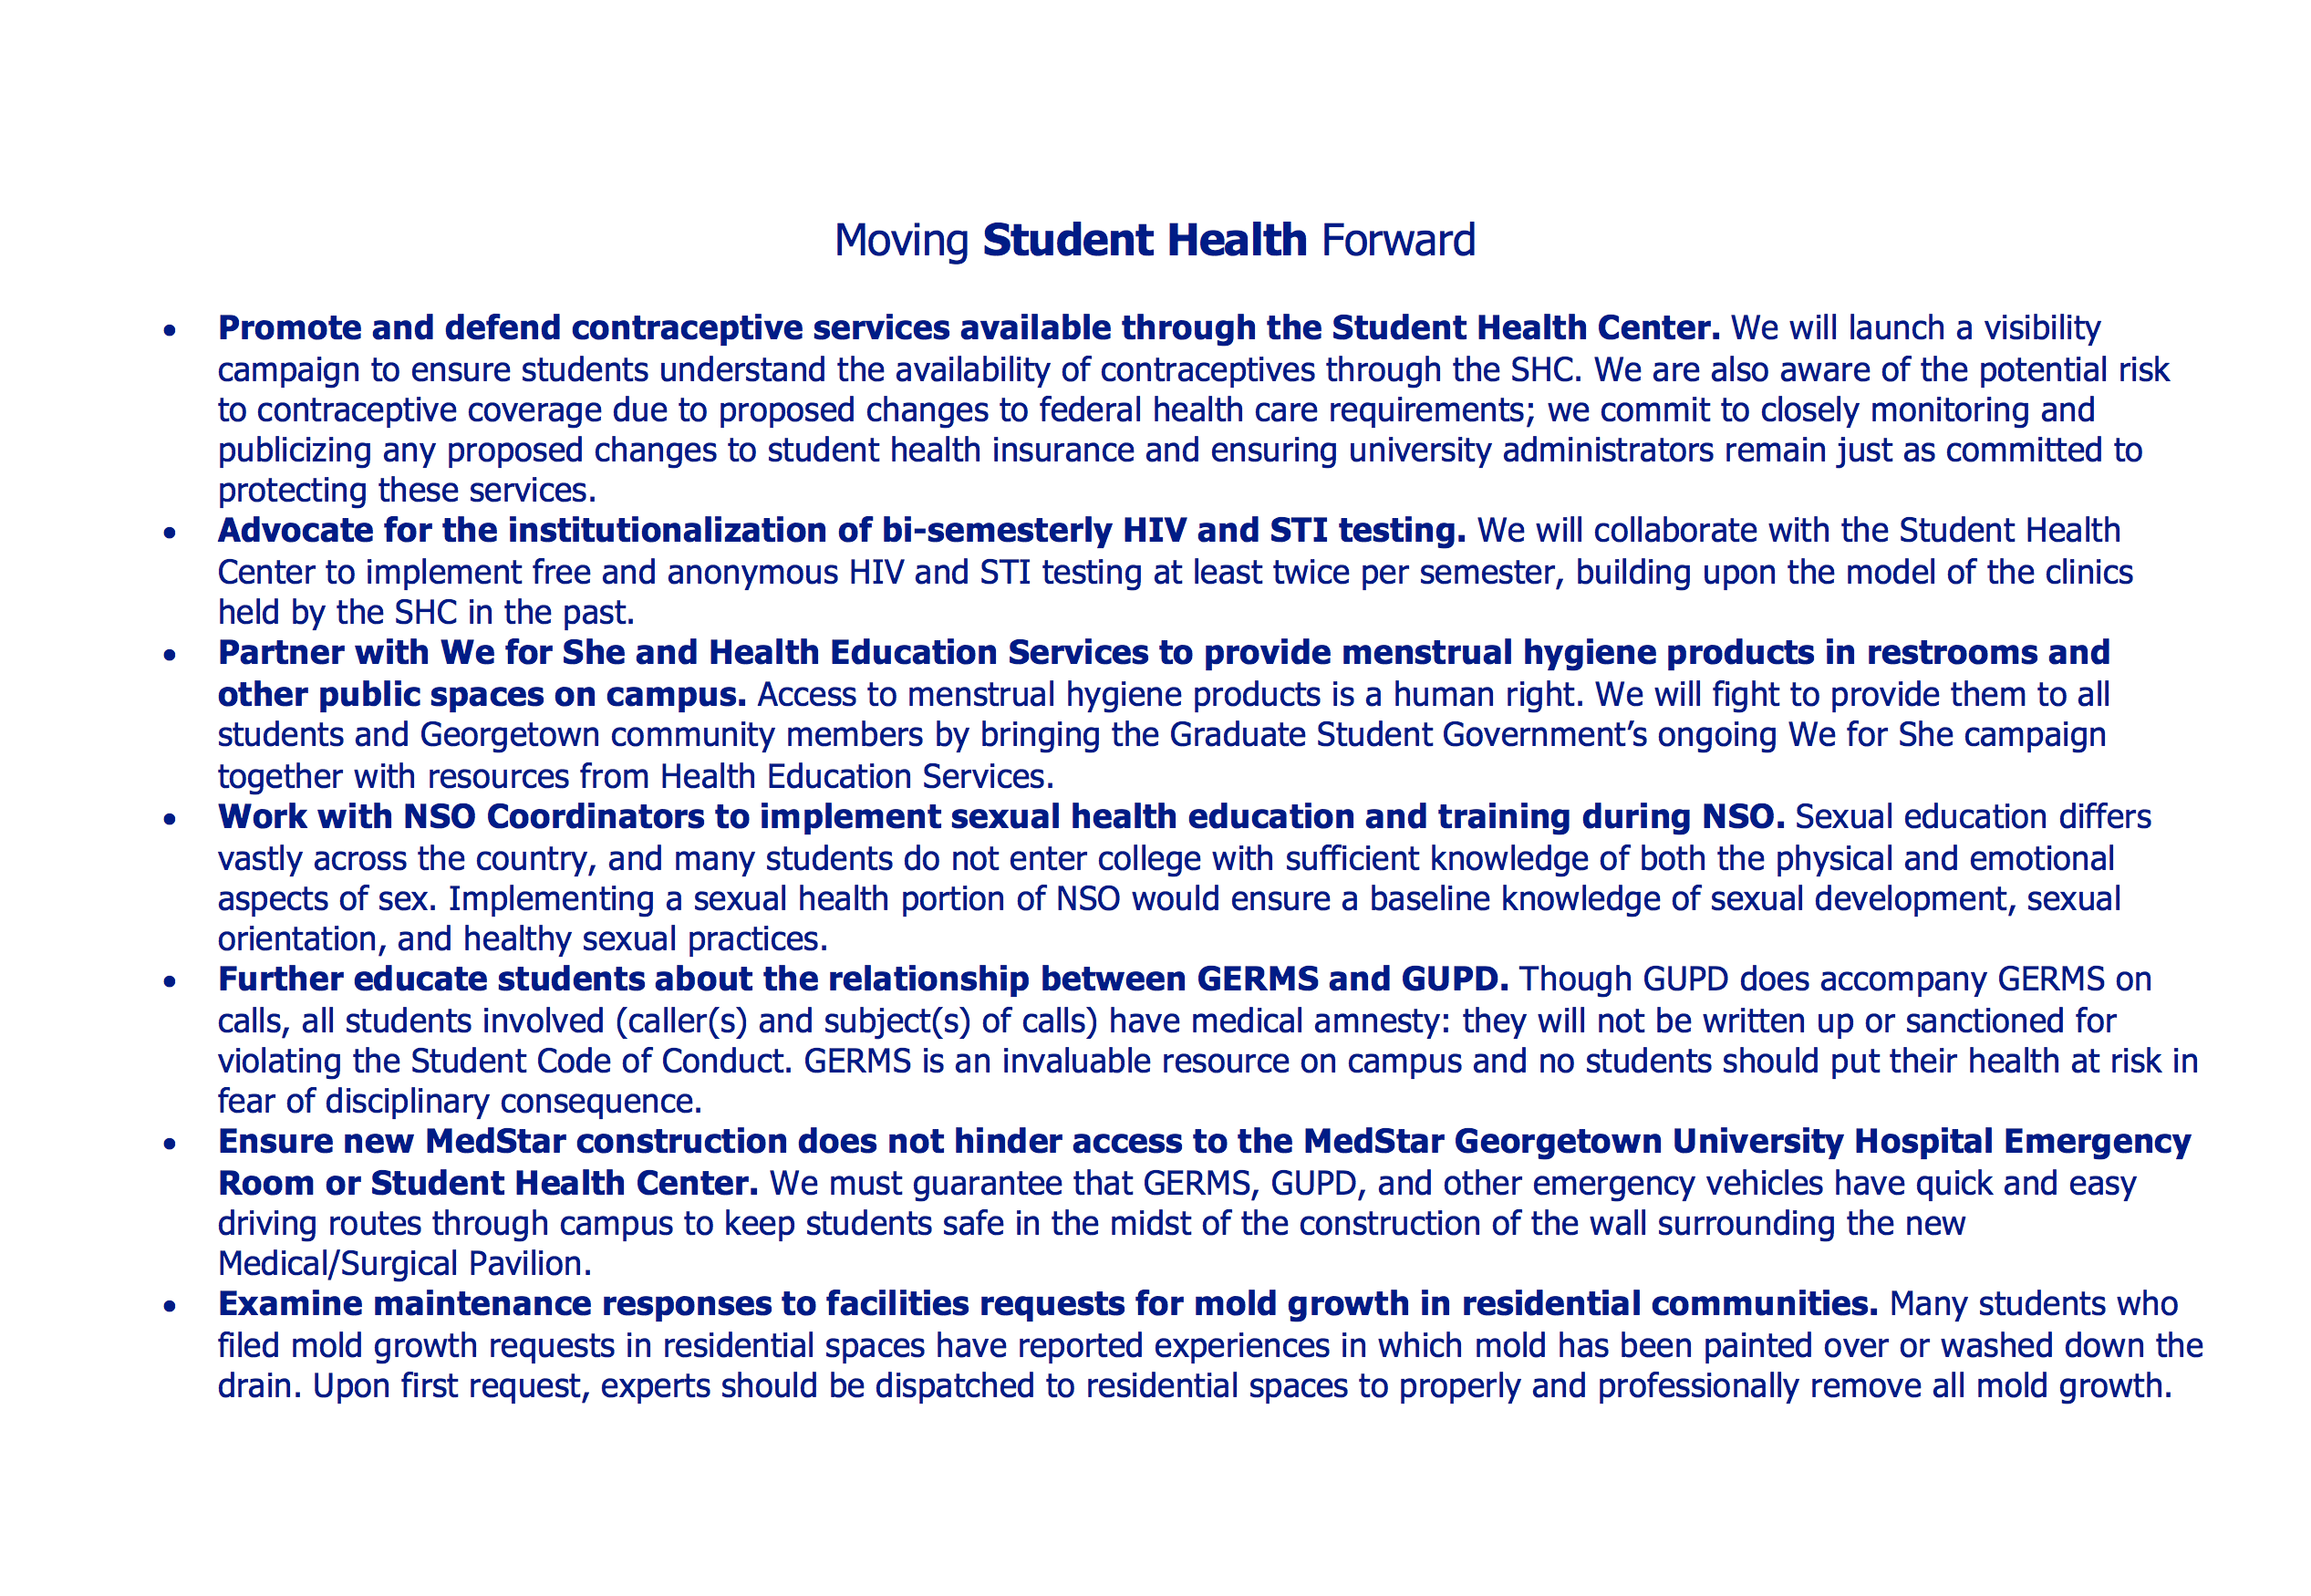 Moving Student Health Forward
• Promote and defend contraceptive services available through the Student Health Center. We will launch a visibility
campaign to ensure students understand the availability of contraceptives through the SHC. We are also aware of the potential risk
to contraceptive coverage due to proposed changes to federal health care requirements; we commit to closely monitoring and
publicizing any proposed changes to student health insurance and ensuring university administrators remain just as committed to
protecting these services.
• Advocate for the institutionalization of bi-semesterly HIV and STI testing. We will collaborate with the Student Health
Center to implement free and anonymous HIV and STI testing at least twice per semester, building upon the model of the clinics
held by the SHC in the past.
• Partner with We for She and Health Education Services to provide menstrual hygiene products in restrooms and
other public spaces on campus. Access to menstrual hygiene products is a human right. We will fight to provide them to all
students and Georgetown community members by bringing the Graduate Student Government’s ongoing We for She campaign
together with resources from Health Education Services.
• Work with NSO Coordinators to implement sexual health education and training during NSO. Sexual education differs
vastly across the country, and many students do not enter college with sufficient knowledge of both the physical and emotional
aspects of sex. Implementing a sexual health portion of NSO would ensure a baseline knowledge of sexual development, sexual
orientation, and healthy sexual practices.
• Further educate students about the relationship between GERMS and GUPD. Though GUPD does accompany GERMS on
calls, all students involved (caller(s) and subject(s) of calls) have medical amnesty: they will not be written up or sanctioned for
violating the Student Code of Conduct. GERMS is an invaluable resource on campus and no students should put their health at risk in
fear of disciplinary consequence.
• Ensure new MedStar construction does not hinder access to the MedStar Georgetown University Hospital Emergency
Room or Student Health Center. We must guarantee that GERMS, GUPD, and other emergency vehicles have quick and easy
driving routes through campus to keep students safe in the midst of the construction of the wall surrounding the new
Medical/Surgical Pavilion.
• Examine maintenance responses to facilities requests for mold growth in residential communities. Many students who
filed mold growth requests in residential spaces have reported experiences in which mold has been painted over or washed down the
drain. Upon first request, experts should be dispatched to residential spaces to properly and professionally remove all mold growth.